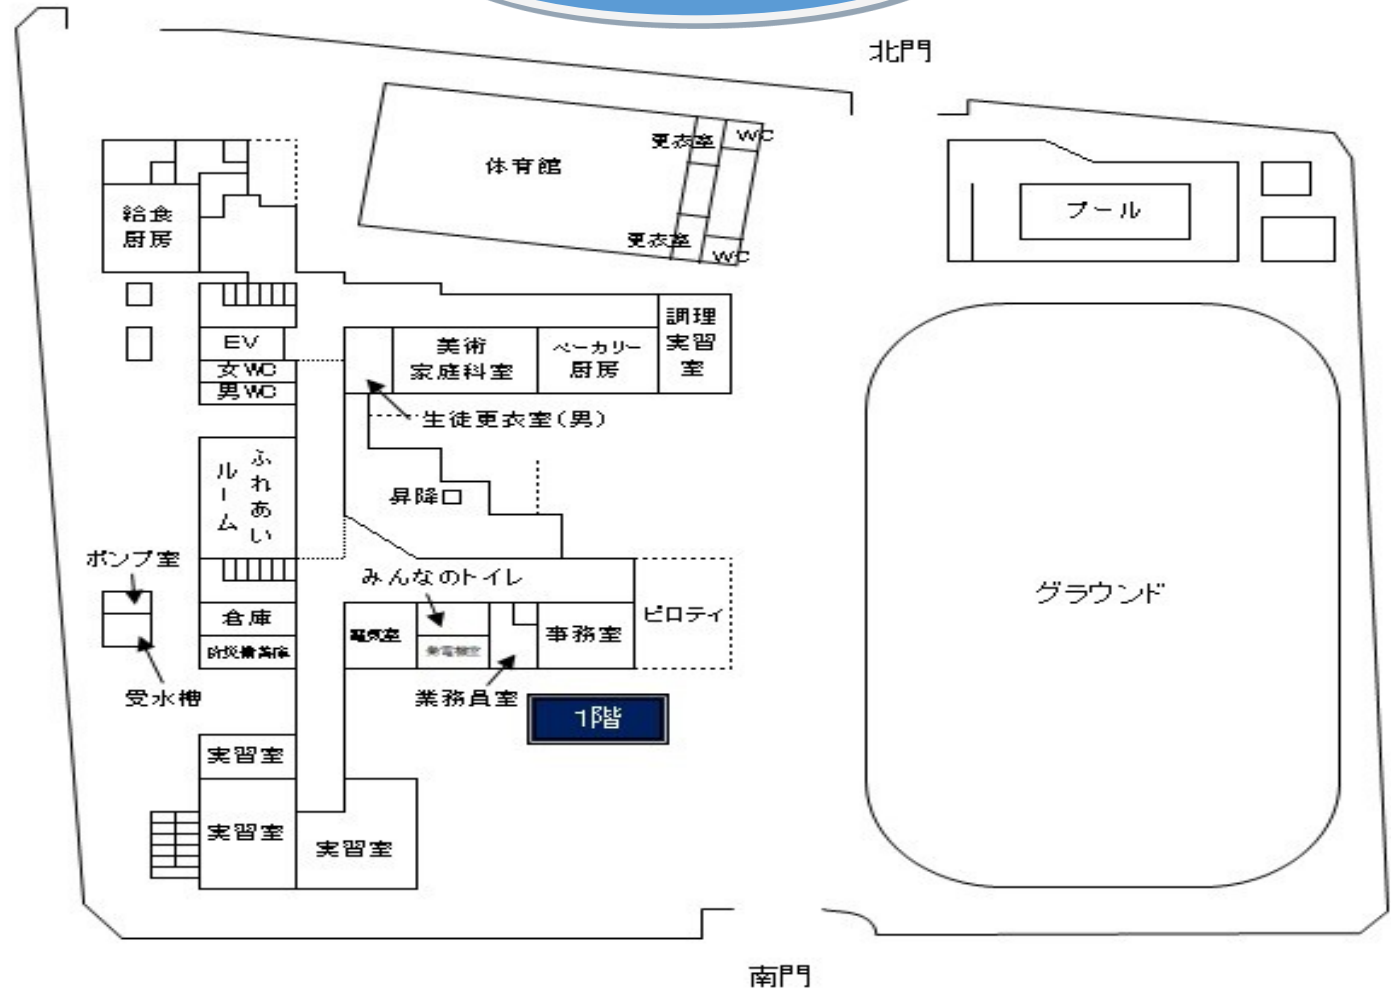 北門
体育館
更衣室
WC
更衣室
WC
プール
給食
厨房
調理
実習
室
EV
女WC
男WC
美術
家庭科室
ベーカリー
厨房
生徒更衣室(男)
ふれあい
ルーム
昇降口
ポンプ室
みんなのトイレ
ピロティ
グラウンド
倉庫
電気室
事務室
防災備蓄庫
発電機室
受水槽
業務員室
1階
実習室
実習室
実習室
南門